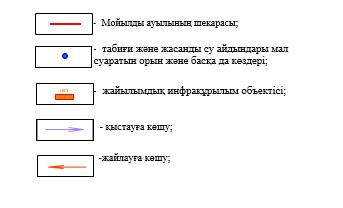 - Мойылды ауылының шекарасы;
- табиғи және жасанды су айдындары мал
суаратын орын және басқа да көздері;
- жайылымдық инфрақұрылым объектісі;
- қыстауға көшу;
-жайлауға көшу;